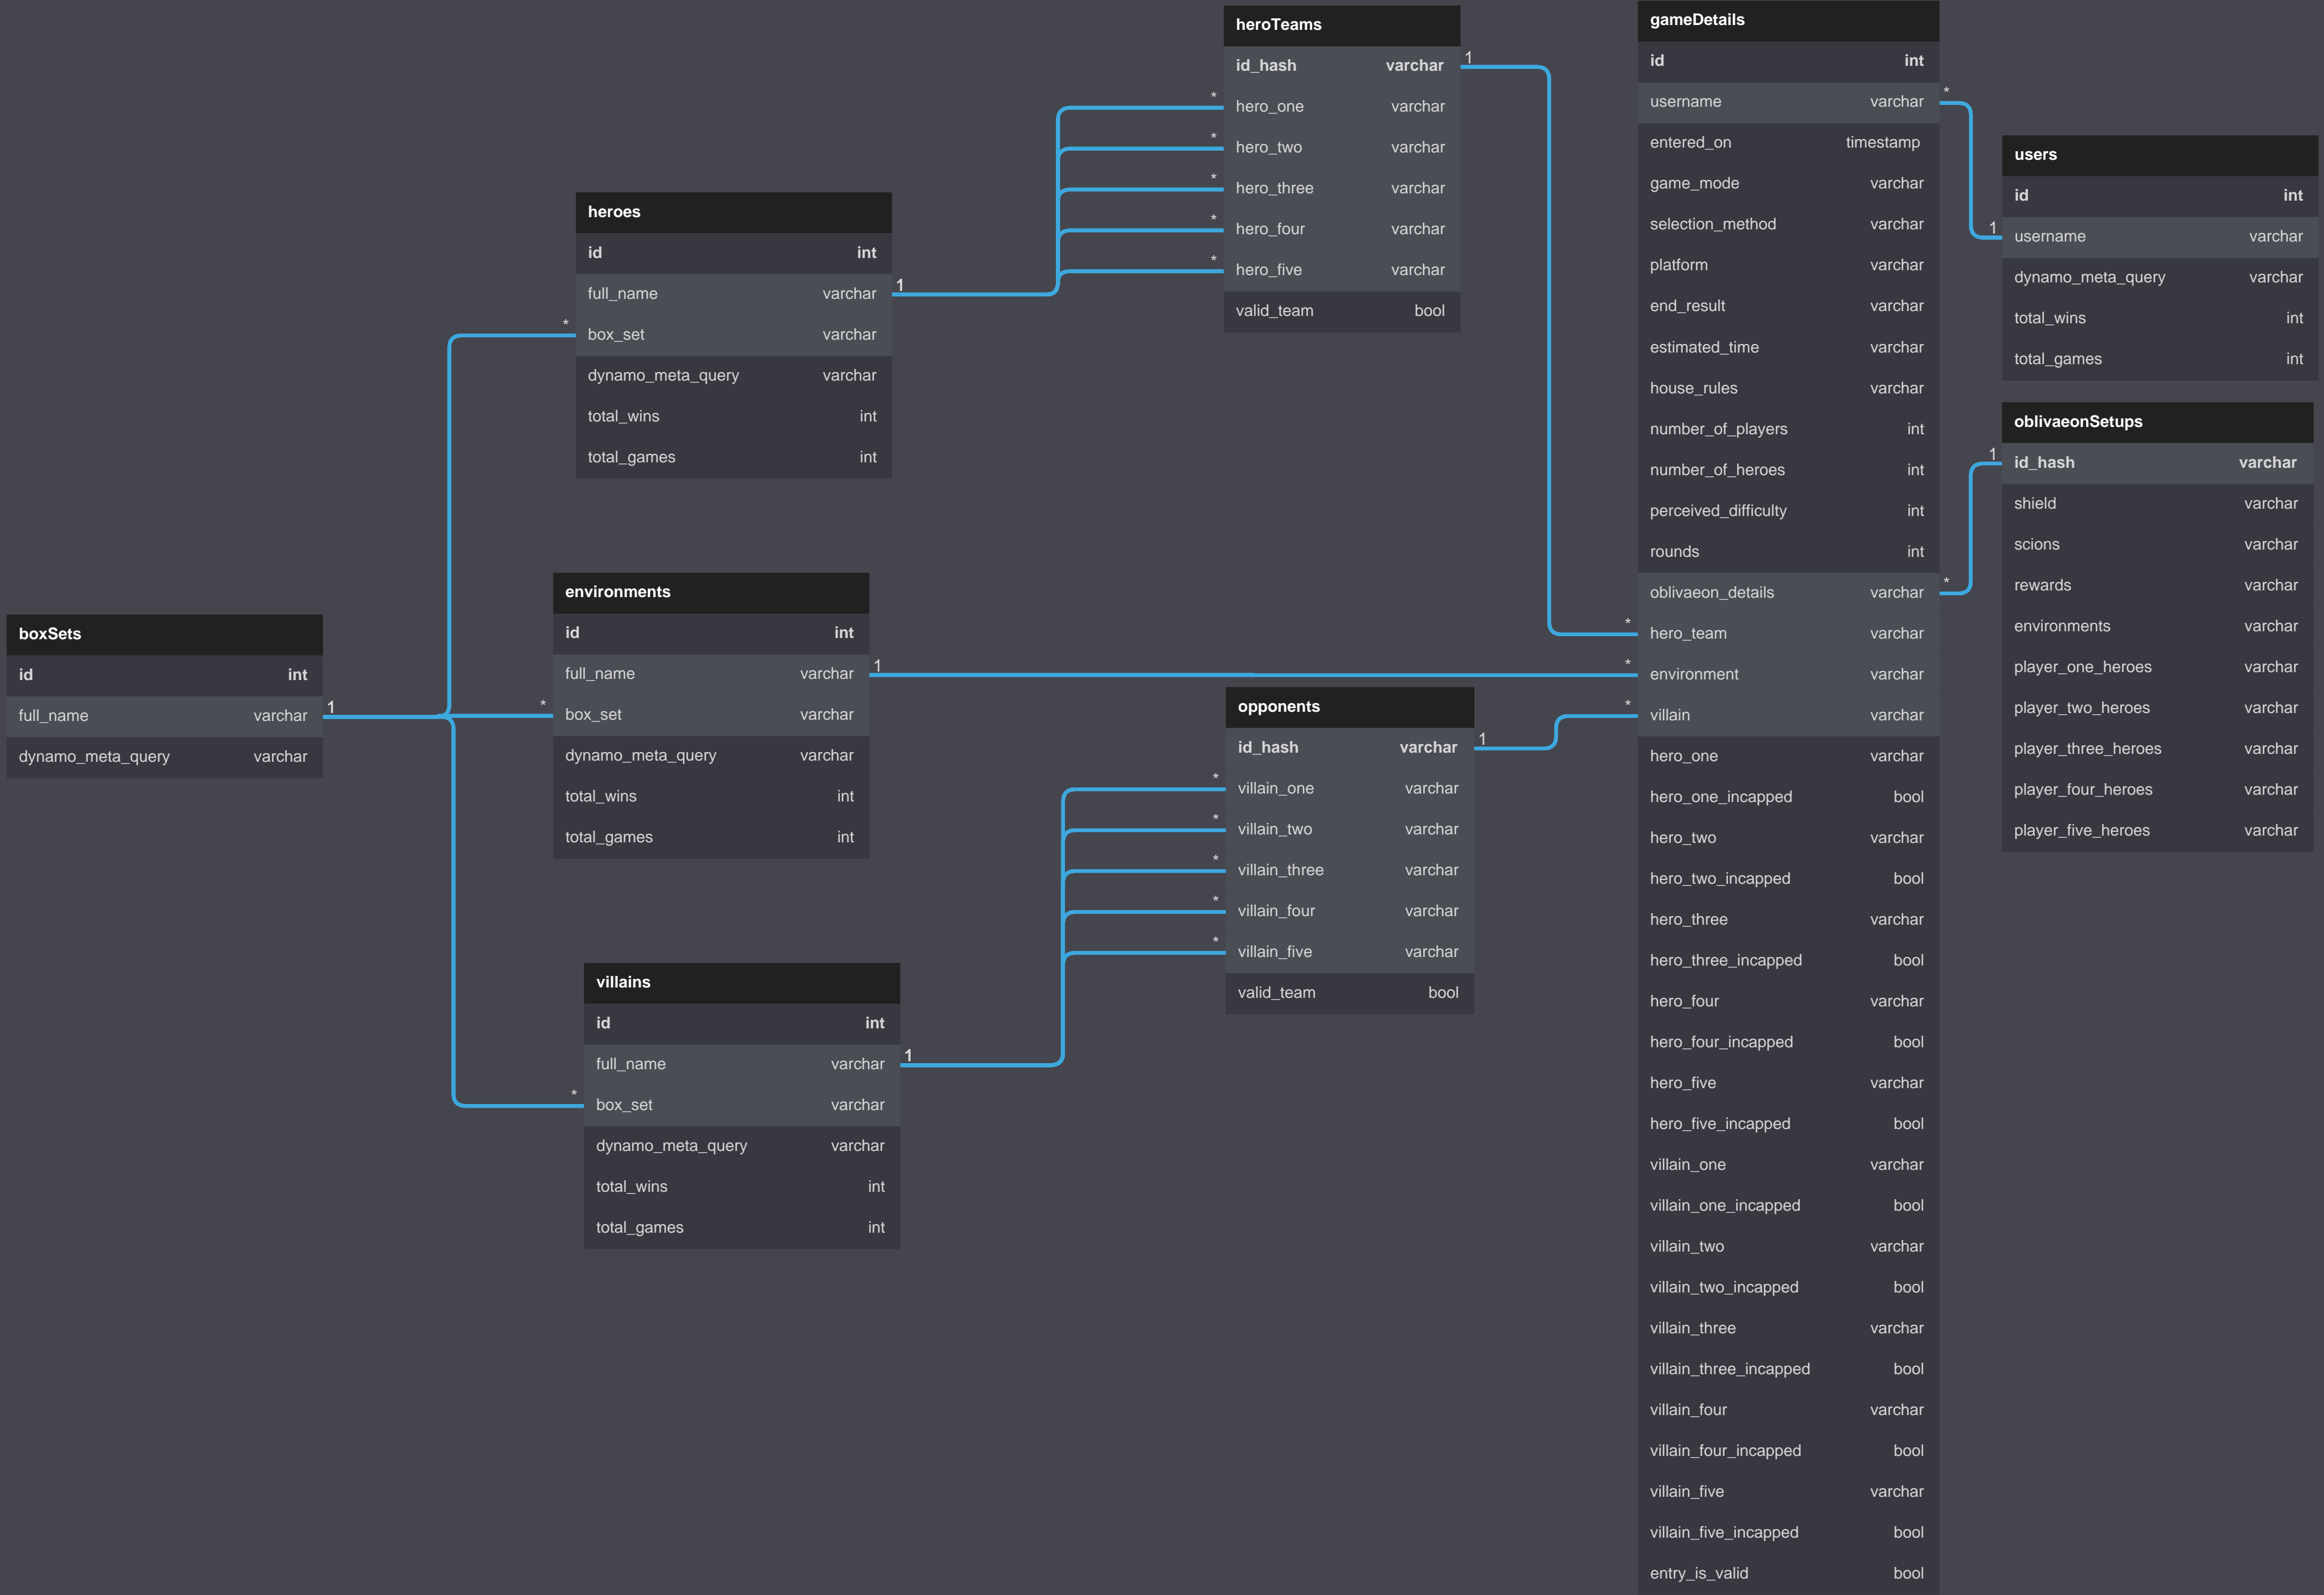 boxSets
id int
full_name varchar
dynamo_meta_query varchar
1
heroes
id int
full_name varchar
1
* box_set varchar
dynamo_meta_query varchar
total_wins int
total_games int
environments
id int
full_name varchar
1
* box_set varchar
dynamo_meta_query varchar
total_wins int
total_games int
villains
id int
full_name varchar
1
* box_set varchar
dynamo_meta_query varchar
total_wins int
total_games int
heroTeams
id_hash varchar
1
* hero_one varchar
* hero_two varchar
* hero_three varchar
* hero_four varchar
* hero_five varchar
valid_team bool
opponents
id_hash varchar
1
* villain_one varchar
* villain_two varchar
* villain_three varchar
* villain_four varchar
* villain_five varchar
valid_team bool
gameDetails
id int
username varchar
*
entered_on timestamp
game_mode varchar
selection_method varchar
platform varchar
end_result varchar
estimated_time varchar
house_rules varchar
number_of_players int
number_of_heroes int
perceived_difficulty int
rounds int
oblivaeon_details varchar
*
* hero_team varchar
* environment varchar
* villain varchar
hero_one varchar
hero_one_incapped bool
hero_two varchar
hero_two_incapped bool
hero_three varchar
hero_three_incapped bool
hero_four varchar
hero_four_incapped bool
hero_five varchar
hero_five_incapped bool
villain_one varchar
villain_one_incapped bool
villain_two varchar
villain_two_incapped bool
villain_three varchar
villain_three_incapped bool
villain_four varchar
villain_four_incapped bool
villain_five varchar
villain_five_incapped bool
entry_is_valid bool
users
id int
1
username varchar
dynamo_meta_query varchar
total_wins int
total_games int
oblivaeonSetups
1
id_hash varchar
shield varchar
scions varchar
rewards varchar
environments varchar
player_one_heroes varchar
player_two_heroes varchar
player_three_heroes varchar
player_four_heroes varchar
player_five_heroes varchar